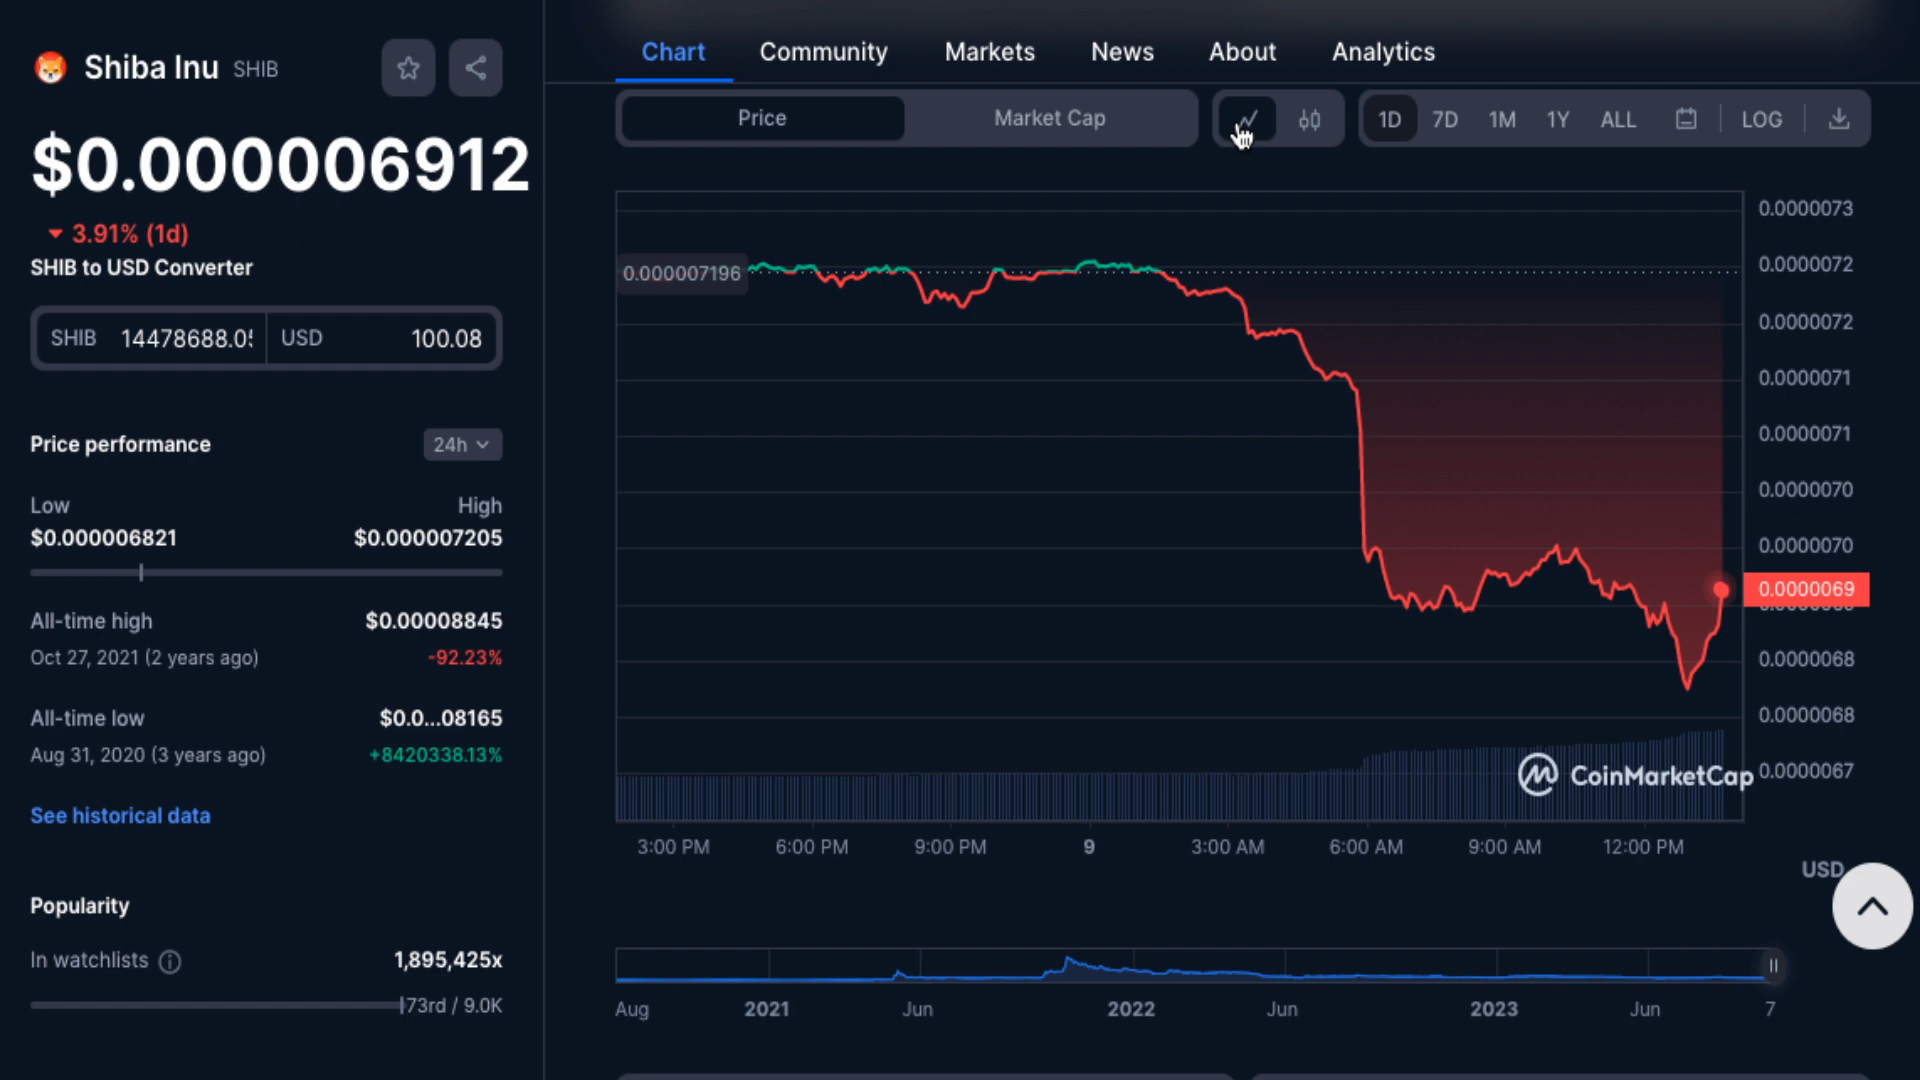 Shiba Inu SHIB
$0.000006912
3.91% (1d)
SHIB to USD Converter
SHIB 14478688.0 USD 100.08
Price performance 24h
Low High
$0.000006821 $0.000007205
All-time high $0.00008845
Oct 27, 2021 (2 years ago) -92.23%
All-time low $0.0...08165
Aug 31, 2020 (3 years ago) +8420338.13%
See historical data
Popularity
In watchlists 1,895,425x
73rd / 9.0K
Chart Community Markets News About Analytics
Price Market Cap 1D 7D 1M 1Y ALL LOG
0.000007196
0.0000073
0.0000072
0.0000072
0.0000071
0.0000071
0.0000070
0.0000070
0.0000069
0.0000068
0.0000068
0.0000067
CoinMarketCap
3:00 PM 6:00 PM 9:00 PM 9 3:00 AM 6:00 AM 9:00 AM 12:00 PM
USD
Aug 2021 Jun 2022 Jun 2023 Jun 7